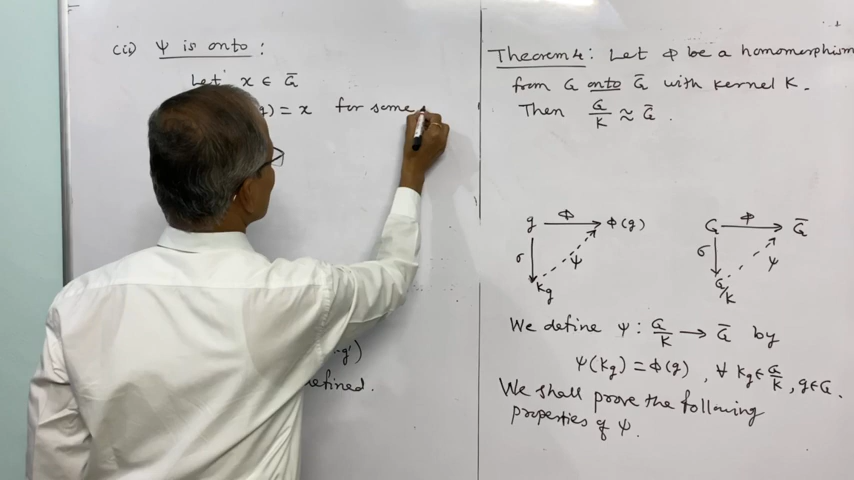 (ii) ψ is onto :
Let x ∈ Ḡ
g) = x for some
-g')
efined.
Theorem 4 : Let Φ be a homomorphism
from G onto Ḡ with kernel K.
Then G/K ≈ Ḡ .
g Φ Φ(g)
σ ψ
Kg
G Φ Ḡ
σ ψ
G/K
We define ψ : G/K → Ḡ by
ψ(Kg) = Φ(g) , ∀ Kg ∈ G/K , g ∈ G.
We shall prove the following
properties of ψ.